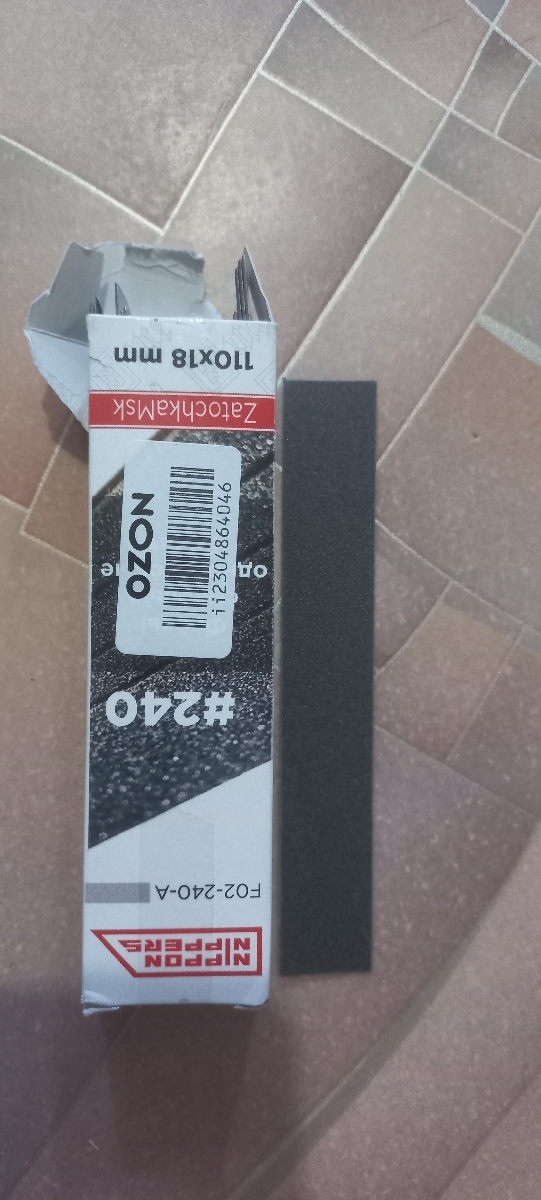 NIPPON
NIPPERS
F02-240-A
#240
OZON
ii2304864046
ZatochkaMsk
110x18 mm